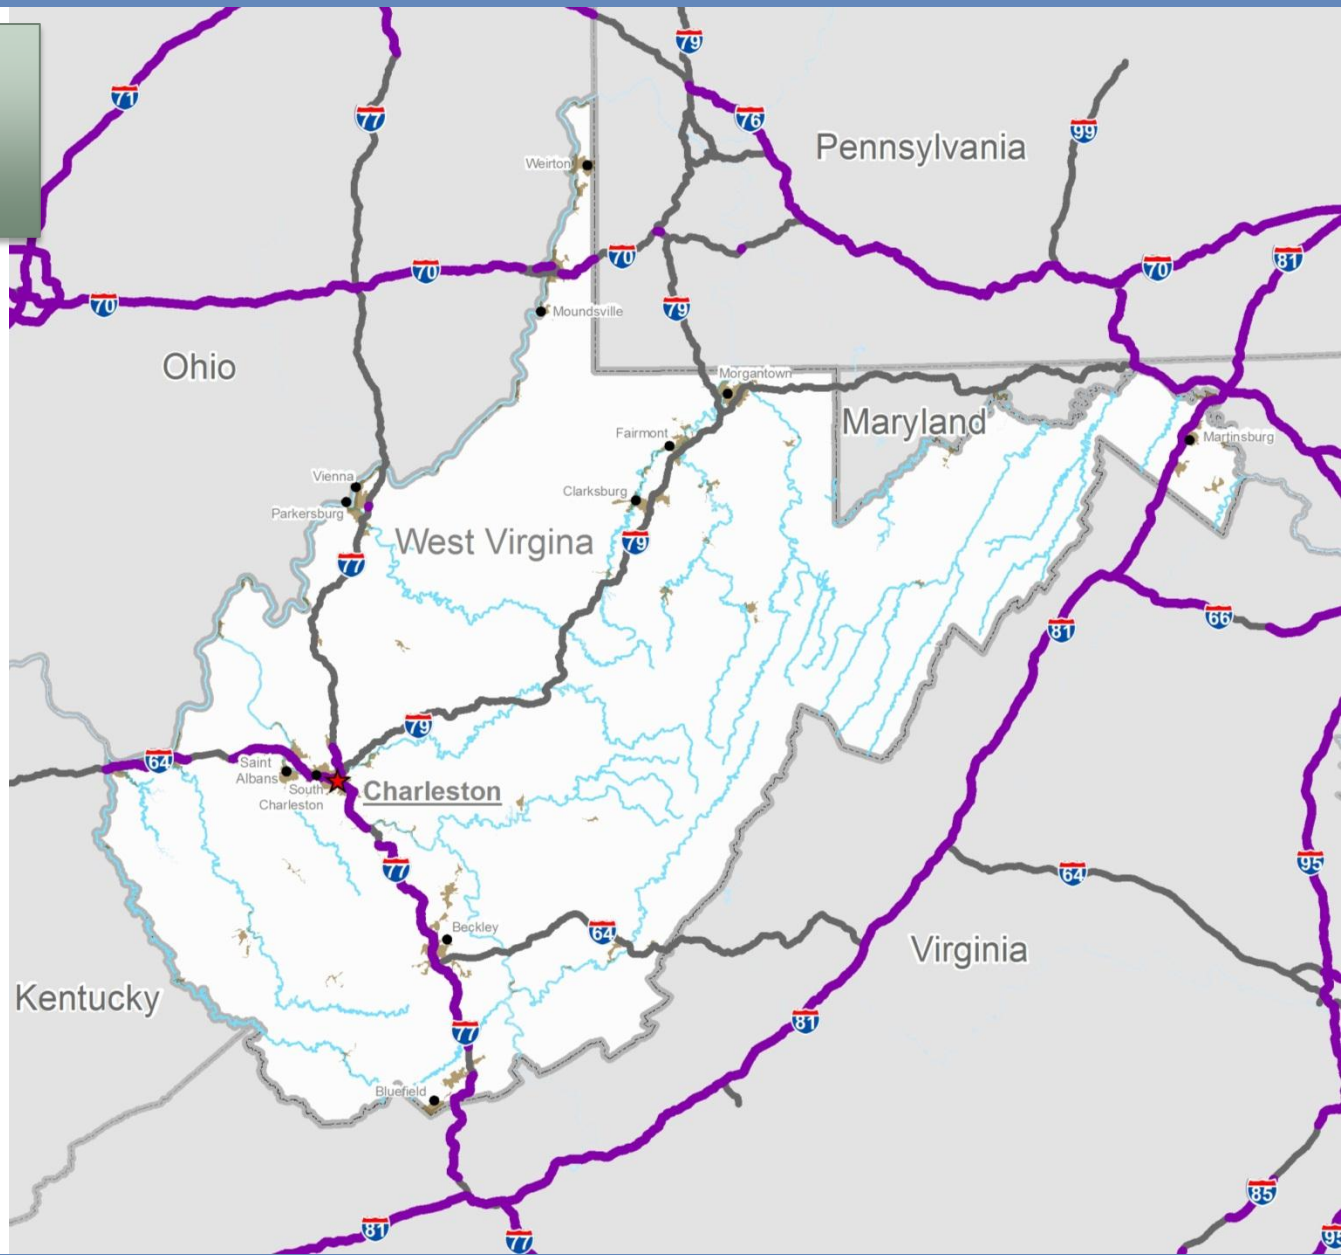 79
71
77
76
99
Pennsylvania
Weirton
70
70
70
81
70
79
Moundsville
Ohio
Morgantown
Maryland
Fairmont
Martinsburg
Vienna
Clarksburg
Parkersburg
West Virgina
79
77
66
81
79
64
Saint
Albans
South
Charleston
Charleston
77
95
64
Beckley
64
Virginia
Kentucky
81
77
Bluefield
85
81
77
95